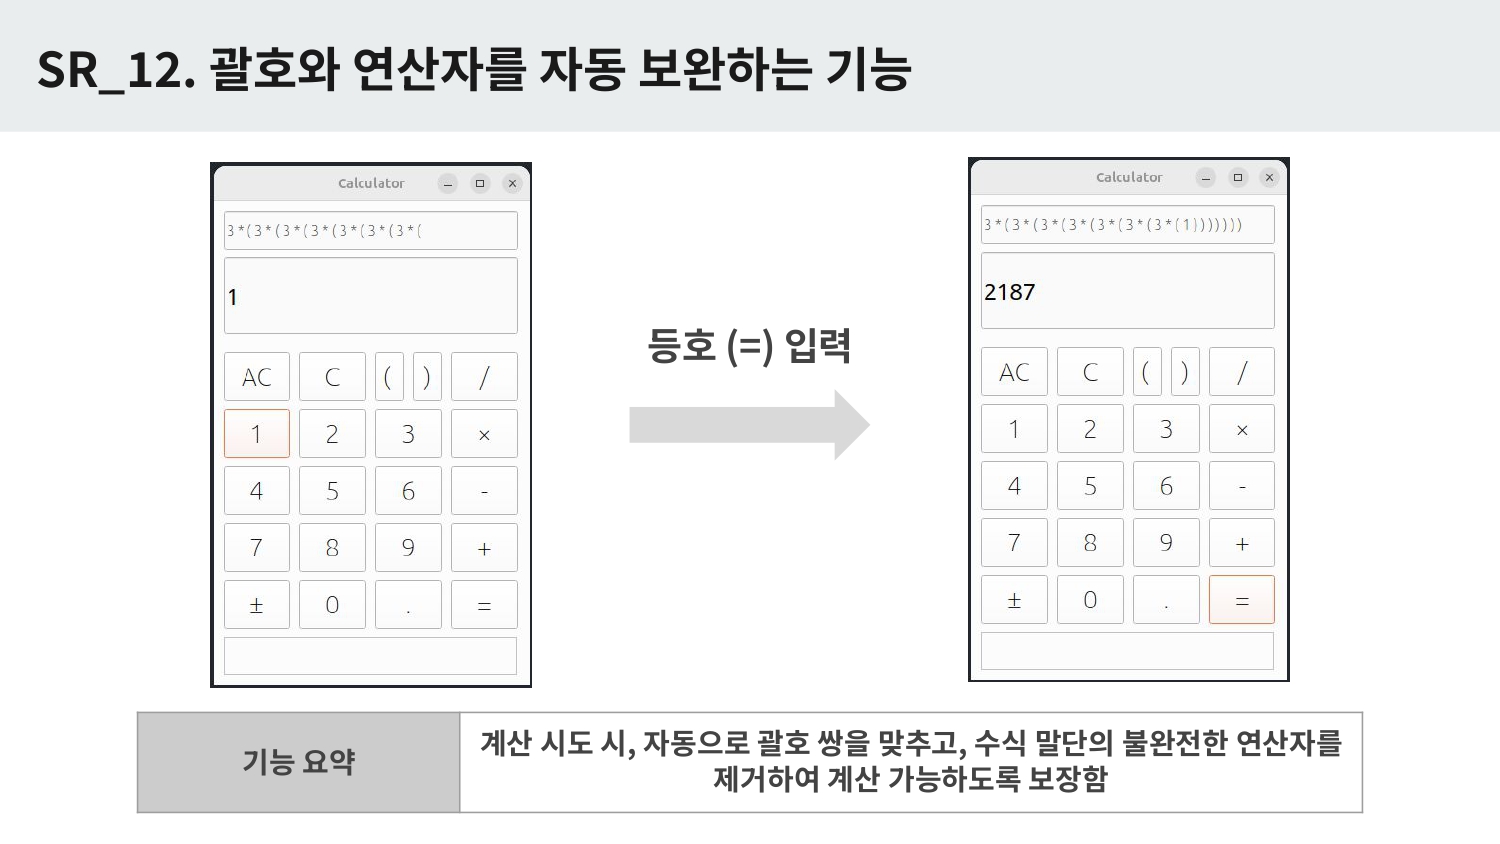 SR_12. 괄호와 연산자를 자동 보완하는 기능
Calculator
3*(3*(3*(3*(3*(3*(3*(
1
AC C ( ) /
1 2 3 ×
4 5 6 -
7 8 9 +
± 0 . =
등호 (=) 입력
Calculator
3*(3*(3*(3*(3*(3*(3*(1)))))))
2187
AC C ( ) /
1 2 3 ×
4 5 6 -
7 8 9 +
± 0 . =
기능 요약
계산 시도 시, 자동으로 괄호 쌍을 맞추고, 수식 말단의 불완전한 연산자를
제거하여 계산 가능하도록 보장함